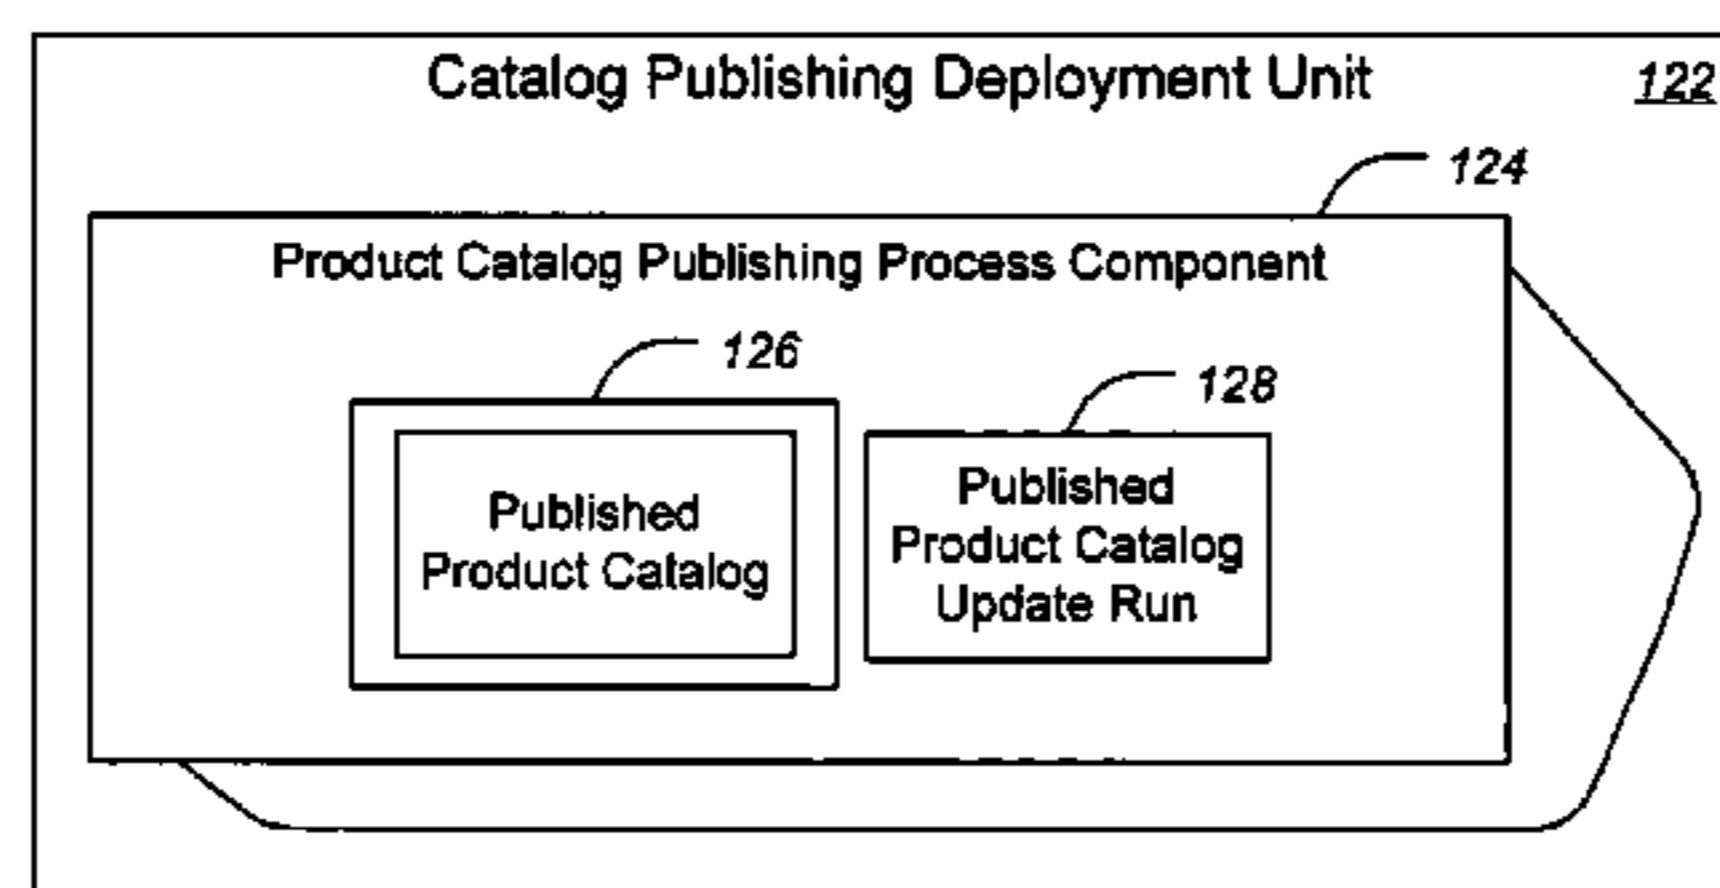 Catalog Publishing Deployment Unit 122
124
Product Catalog Publishing Process Component
126
128
Published
Product Catalog
Published
Product Catalog
Update Run